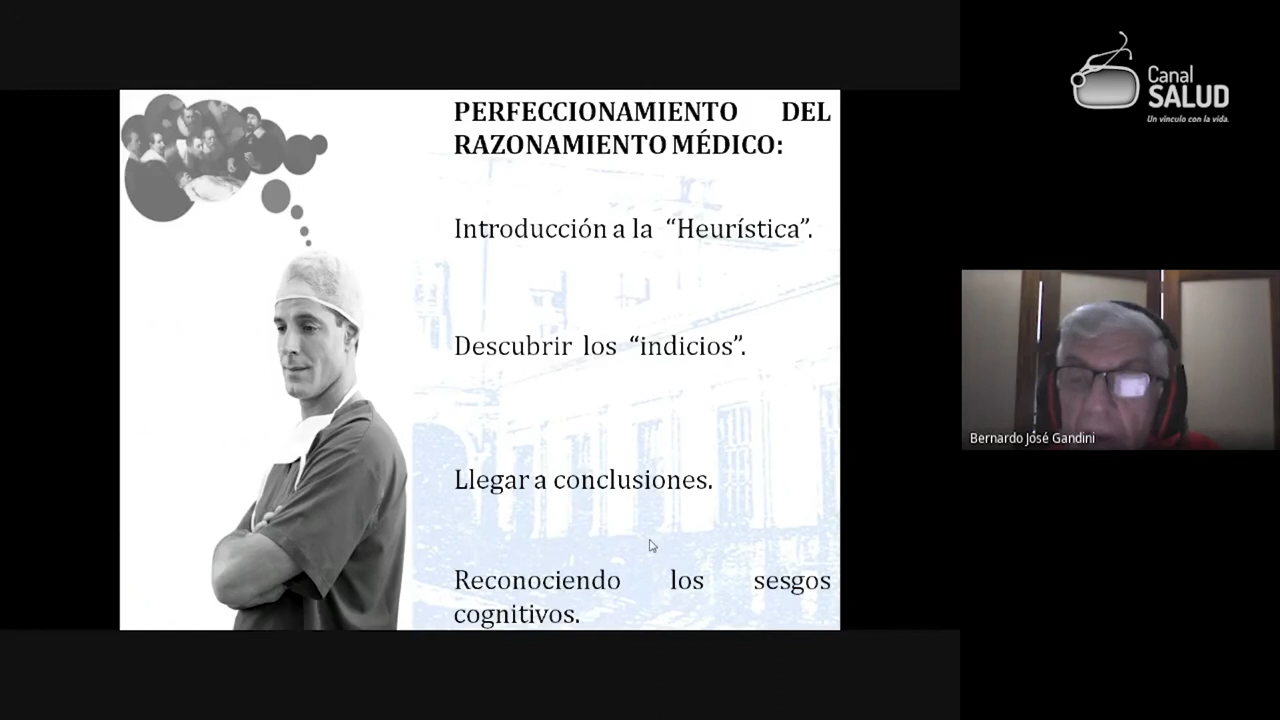 PERFECCIONAMIENTO DEL
RAZONAMIENTO MÉDICO:
Introducción a la “Heurística”.
Descubrir los “indicios”.
Llegar a conclusiones.
Reconociendo los sesgos
cognitivos.
Canal
SALUD
Un vínculo con la vida.
Bernardo José Gandini